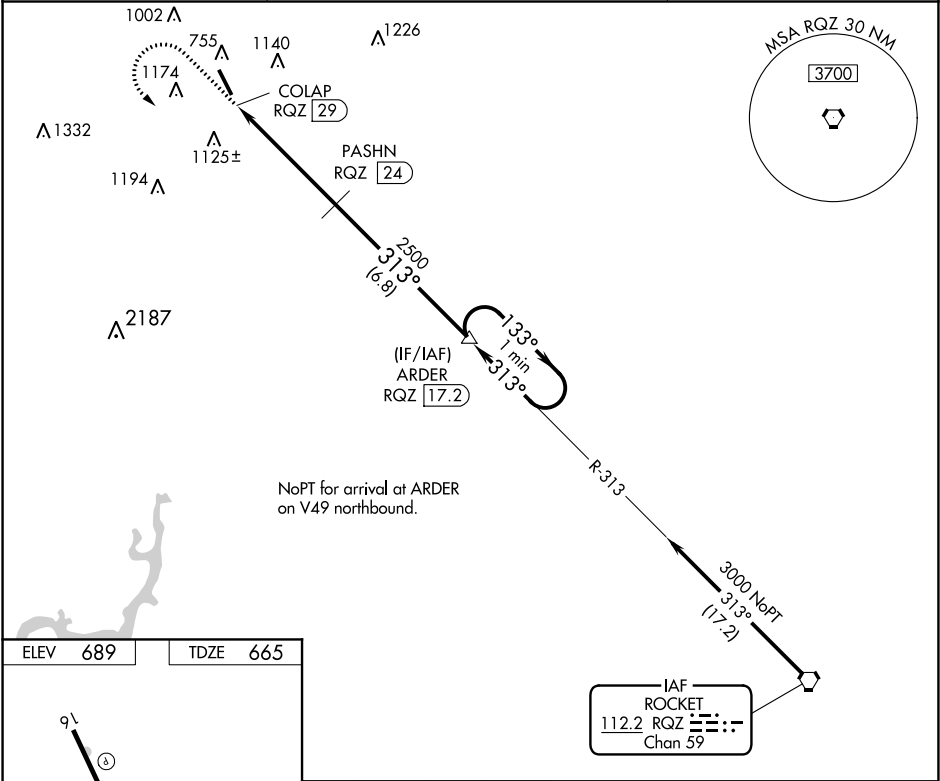 1002
755
1140
1226
1174
COLAP
RQZ 29
1332
1125±
PASHN
RQZ 24
1194
MSA RQZ 30 NM
3700
2500
313°
(6.8)
2187
133°
1 min
313°
(IF/IAF)
ARDER
RQZ 17.2
R-313
NoPT for arrival at ARDER
on V49 northbound.
3000 NoPT
313°
(17.2)
ELEV 689
TDZE 665
IAF
ROCKET
112.2 RQZ
Chan 59
16